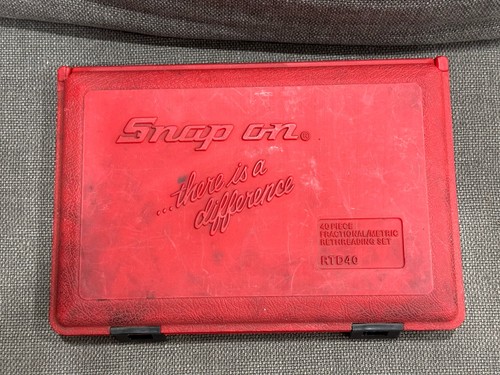 Snap on®
...there is a
difference
40 PIECE
FRACTIONAL/METRIC
RETHREADING SET
RTD40